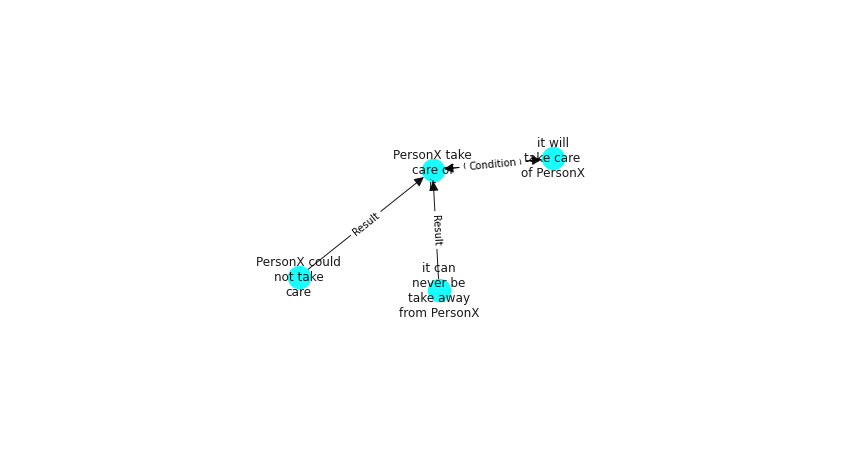 it will
take care
of PersonX
PersonX take
care of
it
Condition
Result
Result
PersonX could
not take
care
it can
never be
take away
from PersonX